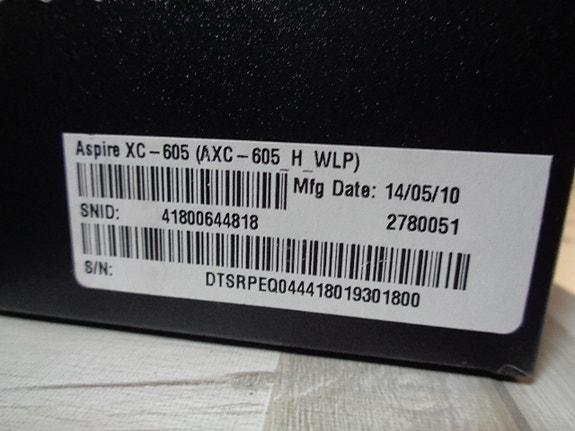 Aspire XC-605 (AXC-605_H_WLP)
Mfg Date: 14/05/10
SNID: 41800644818 2780051
S/N: DTSRPEQ044418019301800